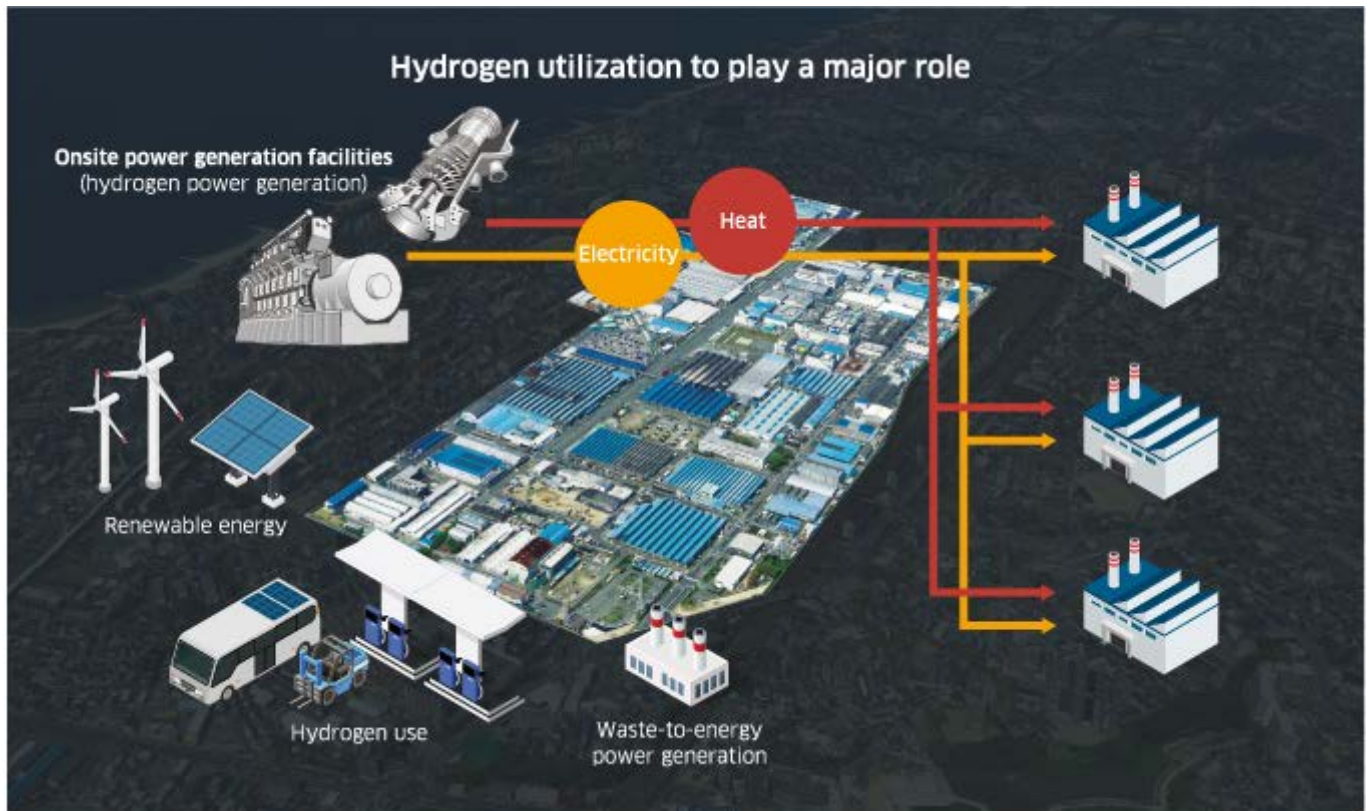 Hydrogen utilization to play a major role
Onsite power generation facilities
(hydrogen power generation)
Heat
Electricity
Renewable energy
Hydrogen use
Waste-to-energy
power generation